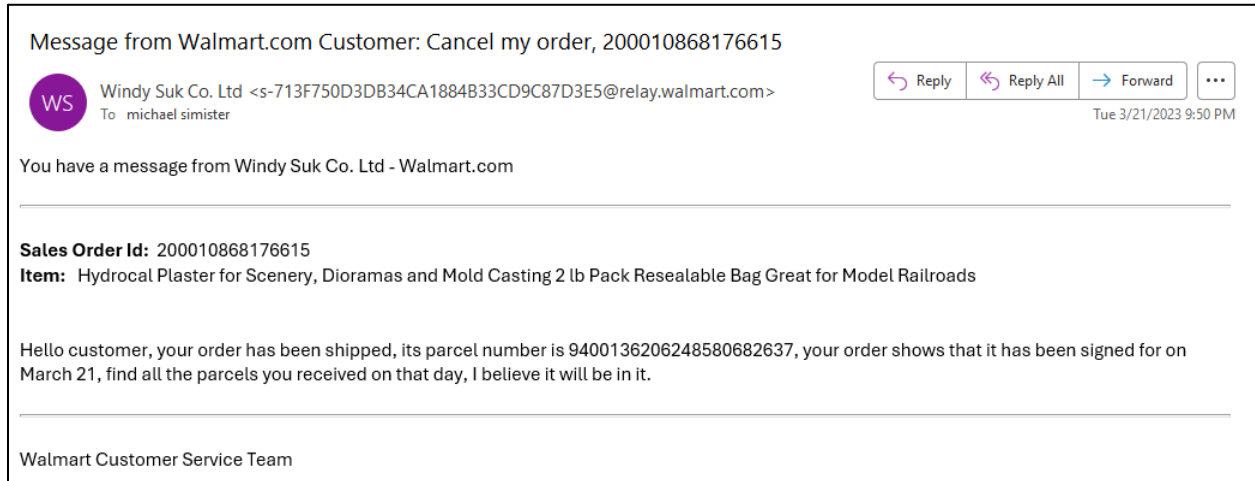 Message from Walmart.com Customer: Cancel my order, 200010868176615
WS
Windy Suk Co. Ltd <s-713F750D3DB34CA1884B33CD9C87D3E5@relay.walmart.com>
To michael simister
Reply
Reply All
Forward
...
Tue 3/21/2023 9:50 PM
You have a message from Windy Suk Co. Ltd - Walmart.com
Sales Order Id: 200010868176615
Item: Hydrocal Plaster for Scenery, Dioramas and Mold Casting 2 lb Pack Resealable Bag Great for Model Railroads
Hello customer, your order has been shipped, its parcel number is 9400136206248580682637, your order shows that it has been signed for on
March 21, find all the parcels you received on that day, I believe it will be in it.
Walmart Customer Service Team